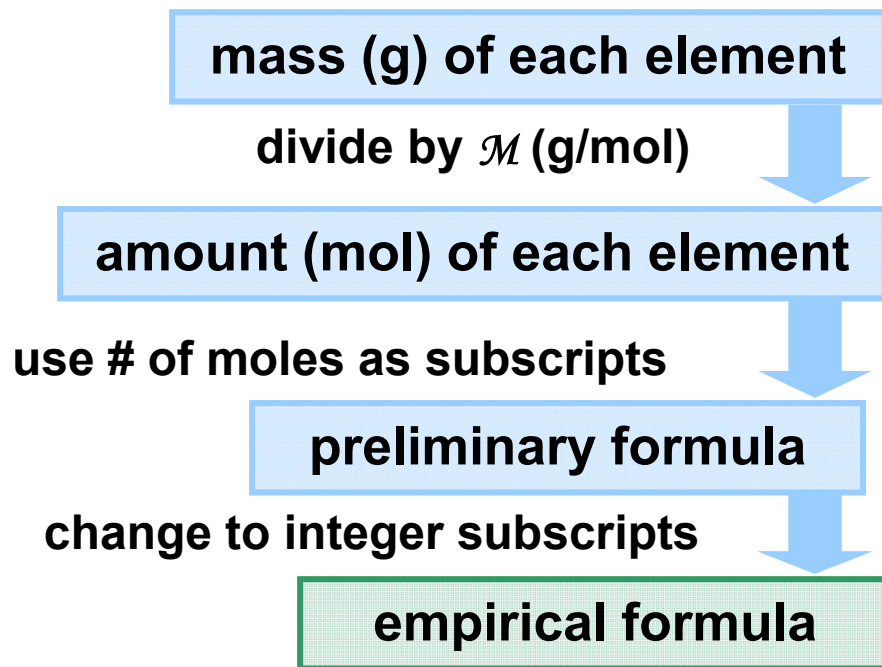 mass (g) of each element
divide by ℳ (g/mol)
amount (mol) of each element
use # of moles as subscripts
preliminary formula
change to integer subscripts
empirical formula